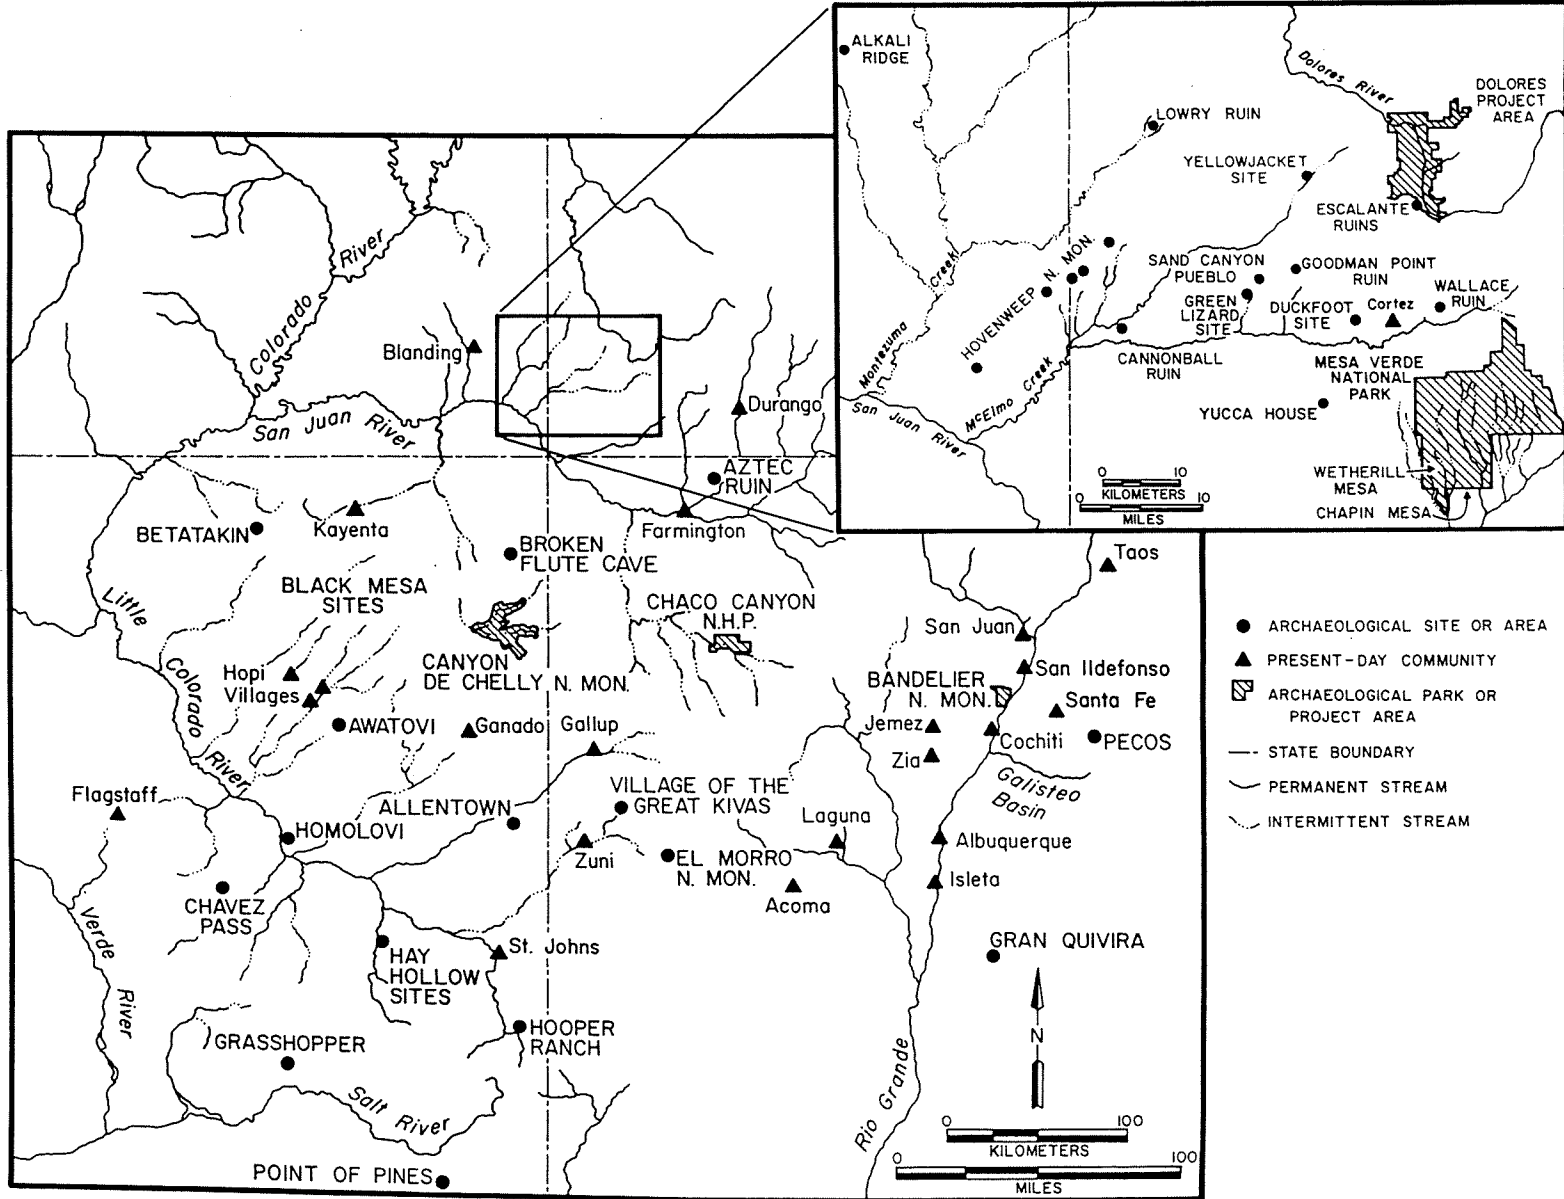 ALKALI
RIDGE
LOWRY RUIN
Dolores River
DOLORES
PROJECT
AREA
YELLOWJACKET
SITE
ESCALANTE
RUINS
Creek
HOVENWEEP N. MON.
SAND CANYON
PUEBLO
GOODMAN POINT
RUIN
GREEN
LIZARD
SITE
DUCKFOOT
SITE
Cortez
WALLACE
RUIN
Montezuma
CANNONBALL
RUIN
MESA VERDE
NATIONAL
PARK
McElmo Creek
San Juan River
YUCCA HOUSE
WETHERILL
MESA
CHAPIN MESA
0 10
KILOMETERS
0 10
MILES
Colorado River
Blanding
San Juan River
Durango
AZTEC
RUIN
BETATAKIN
Kayenta
Farmington
BROKEN
FLUTE CAVE
Taos
Little Colorado River
BLACK MESA
SITES
CHACO CANYON
N.H.P.
San Juan
Hopi
Villages
CANYON
DE CHELLY N. MON.
San Ildefonso
BANDELIER
N. MON.
Santa Fe
AWATOVI
Ganado
Gallup
Jemez
Cochiti
PECOS
Zia
Galisteo
Basin
Flagstaff
ALLENTOWN
VILLAGE OF THE
GREAT KIVAS
Laguna
HOMOLOVI
Zuni
EL MORRO
N. MON.
Albuquerque
Isleta
Acoma
CHAVEZ
PASS
Verde River
HAY
HOLLOW
SITES
St. Johns
GRAN QUIVIRA
HOOPER
RANCH
GRASSHOPPER
N
Salt River
Rio Grande
POINT OF PINES
0 100
KILOMETERS
0 100
MILES
ARCHAEOLOGICAL SITE OR AREA
PRESENT-DAY COMMUNITY
ARCHAEOLOGICAL PARK OR
PROJECT AREA
STATE BOUNDARY
PERMANENT STREAM
INTERMITTENT STREAM